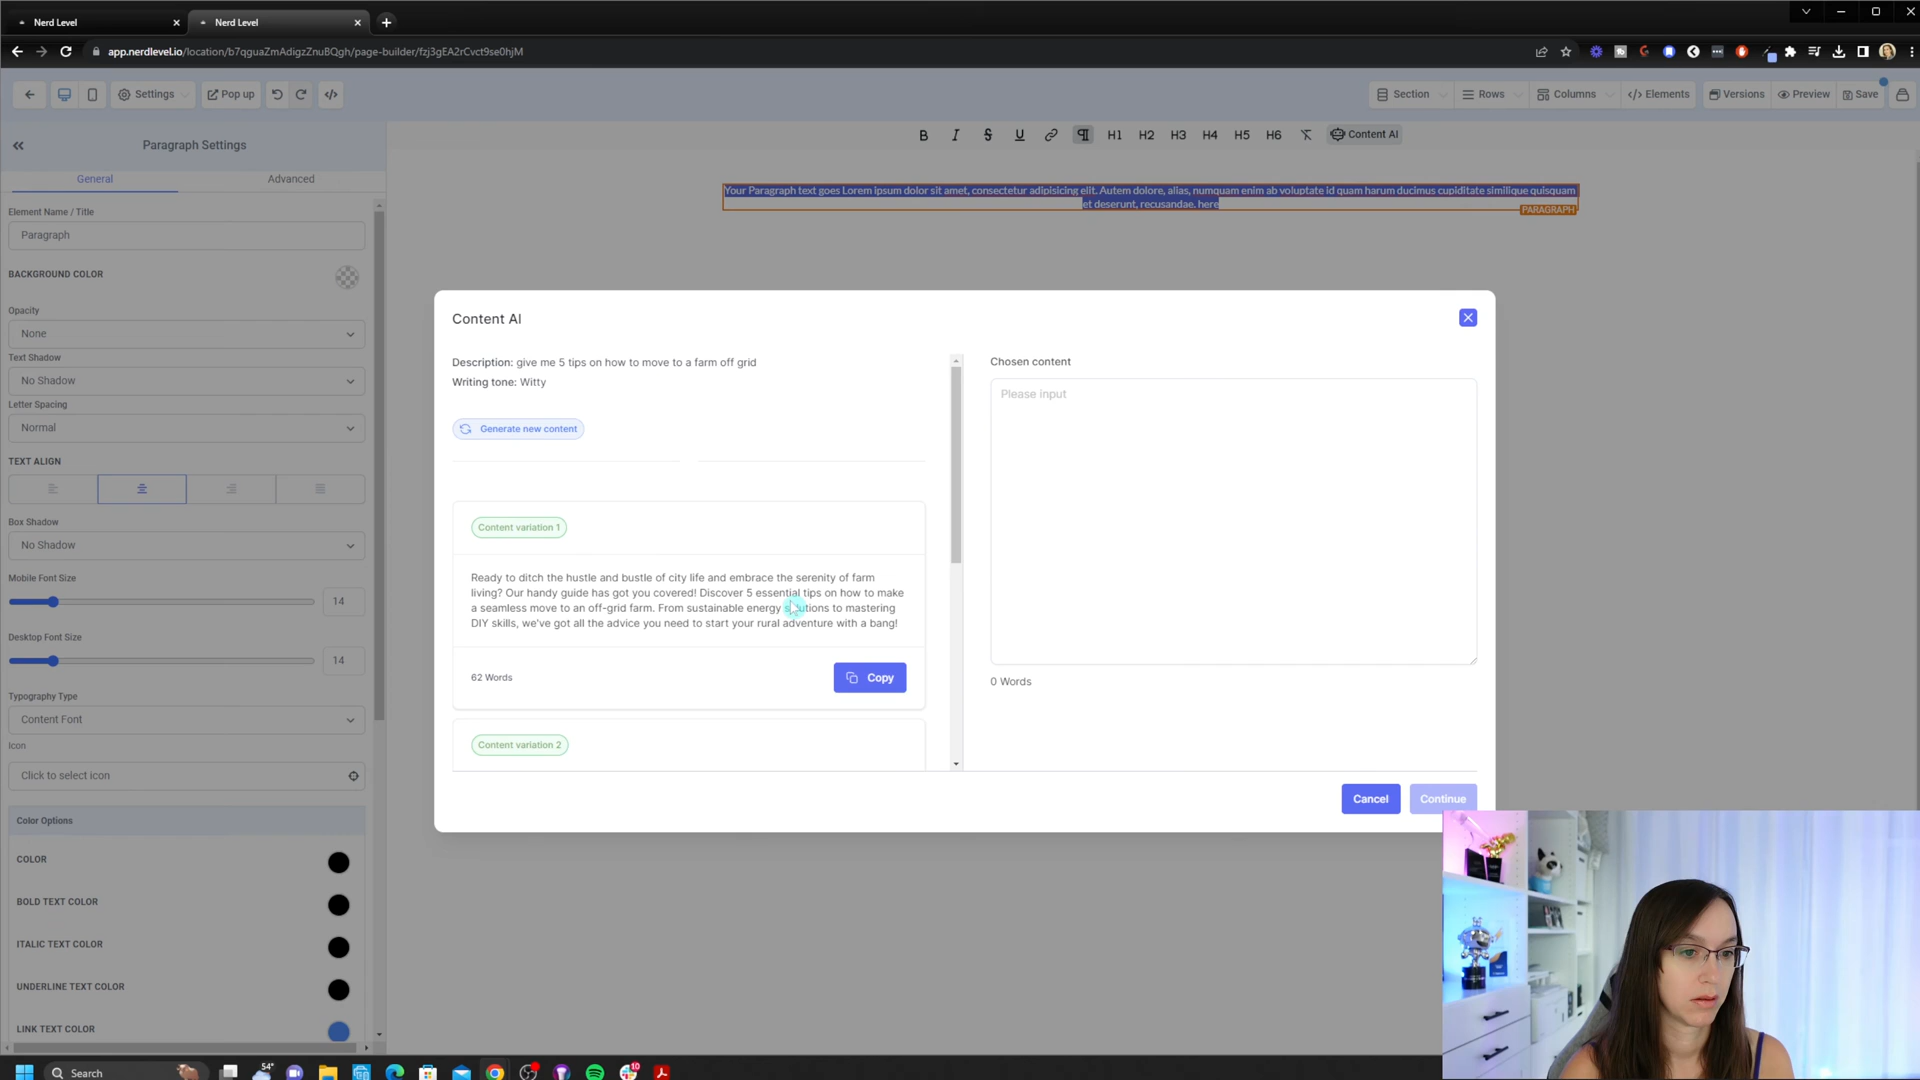 Nerd Level
Nerd Level
app.nerdlevel.io/location/b7qguaZmAdigzZnuBQgh/page-builder/fzj3gEA2rCvct9se0hjM
Settings
Pop up
Section
Rows
Columns
Elements
Versions
Preview
Save
Paragraph Settings
B I S U H1 H2 H3 H4 H5 H6 Content AI
General
Advanced
Your Paragraph text goes Lorem ipsum dolor sit amet, consectetur adipisicing elit. Autem dolore, alias, numquam enim ab voluptate id quam harum ducimus cupiditate similique quisquam
et deserunt, recusandae. here
PARAGRAPH
Element Name / Title
Paragraph
BACKGROUND COLOR
Opacity
None
Text Shadow
No Shadow
Letter Spacing
Normal
TEXT ALIGN
Box Shadow
No Shadow
Mobile Font Size
14
Desktop Font Size
14
Typography Type
Content Font
Icon
Click to select icon
Color Options
COLOR
BOLD TEXT COLOR
ITALIC TEXT COLOR
UNDERLINE TEXT COLOR
LINK TEXT COLOR
Content AI
Description: give me 5 tips on how to move to a farm off grid
Writing tone: Witty
Generate new content
Content variation 1
Ready to ditch the hustle and bustle of city life and embrace the serenity of farm
living? Our handy guide has got you covered! Discover 5 essential tips on how to make
a seamless move to an off-grid farm. From sustainable energy solutions to mastering
DIY skills, we've got all the advice you need to start your rural adventure with a bang!
62 Words
Copy
Content variation 2
Chosen content
Please input
0 Words
Cancel
Continue
Search
54°
10